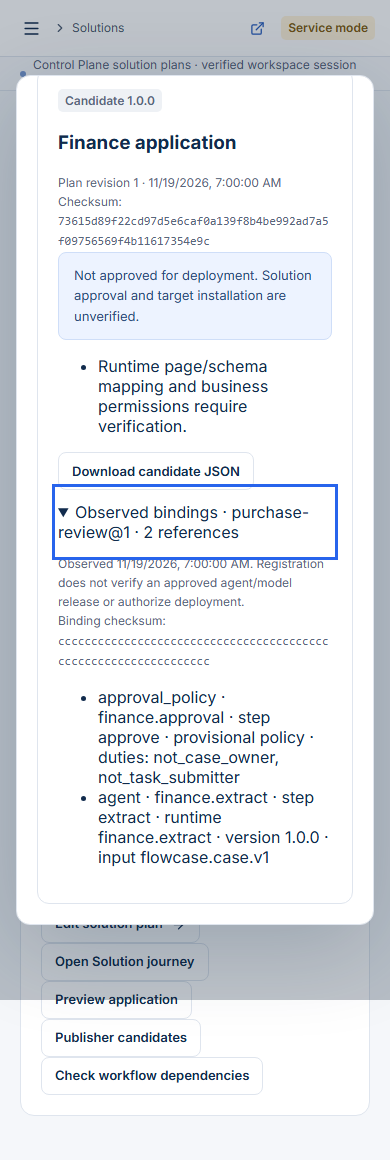 Solutions
Service mode
Control Plane solution plans · verified workspace session
Candidate 1.0.0
Finance application
Plan revision 1 · 11/19/2026, 7:00:00 AM
Checksum:
73615d89f22cd97d5e6caf0a139f8b4be992ad7a5
f09756569f4b11617354e9c
Not approved for deployment. Solution
approval and target installation are
unverified.
• Runtime page/schema
mapping and business
permissions require
verification.
Download candidate JSON
▼ Observed bindings · purchase-
review@1 · 2 references
Observed 11/19/2026, 7:00:00 AM. Registration
does not verify an approved agent/model
release or authorize deployment.
Binding checksum:
ccccccccccccccccccccccccccccccccccccccccc
ccccccccccccccccccccccc
• approval_policy ·
finance.approval · step
approve · provisional policy ·
duties: not_case_owner,
not_task_submitter
• agent · finance.extract · step
extract · runtime
finance.extract · version 1.0.0 ·
input flowcase.case.v1
Edit solution plan
Open Solution journey
Preview application
Publisher candidates
Check workflow dependencies